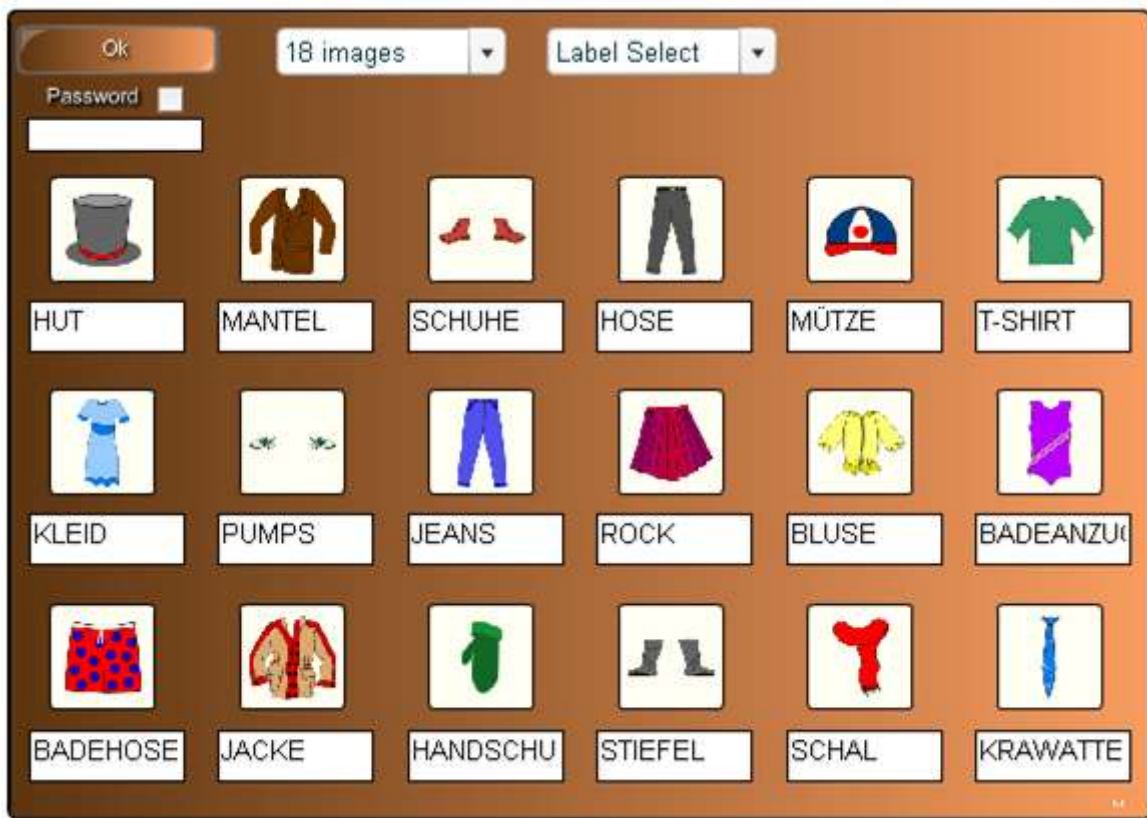 Ok 18 images Label Select
Password
HUT MANTEL SCHUHE HOSE MÜTZE T-SHIRT
KLEID PUMPS JEANS ROCK BLUSE BADEANZU
BADEHOSE JACKE HANDSCHU STIEFEL SCHAL KRAWATTE